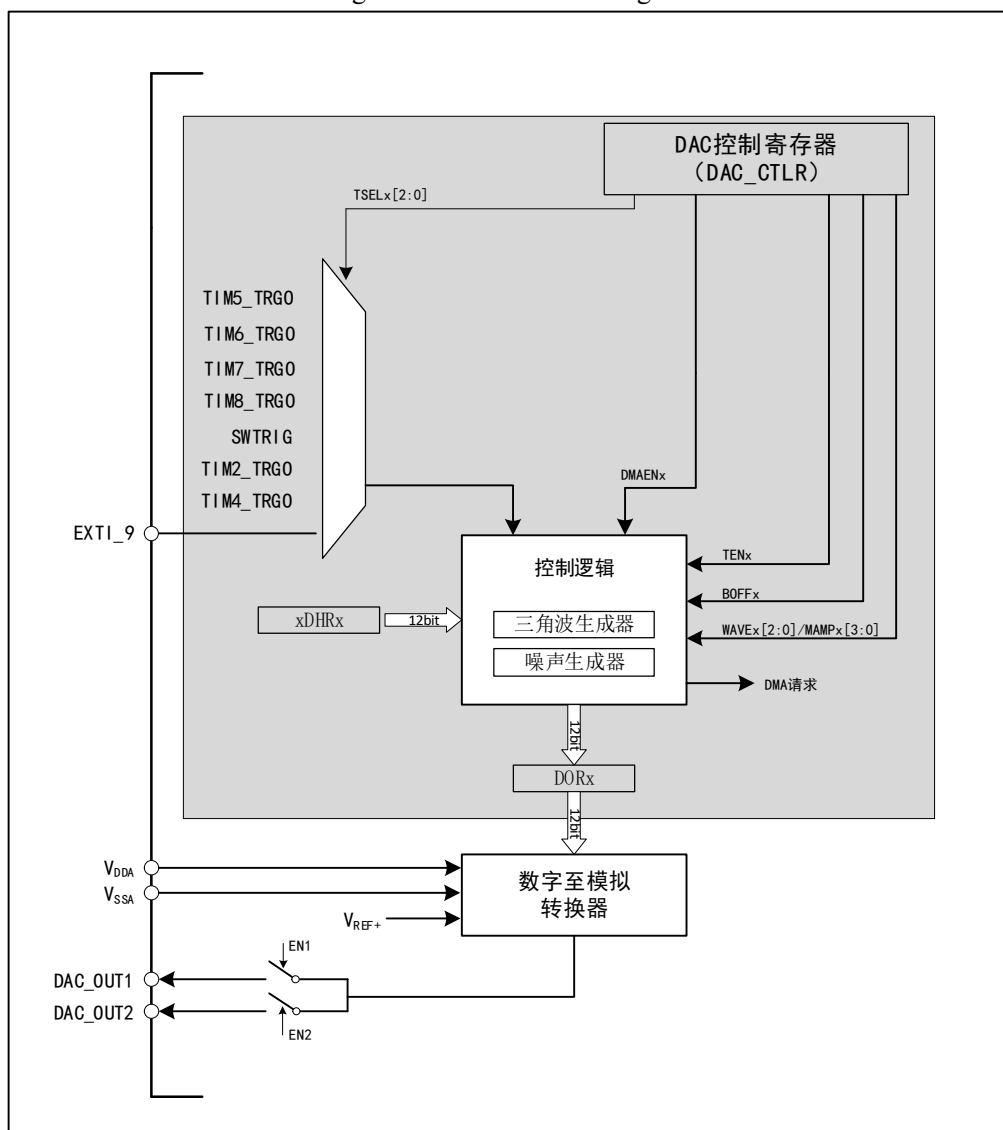 DAC控制寄存器
(DAC_CTLR)
TSELx[2:0]
TIM5_TRGO
TIM6_TRGO
TIM7_TRGO
TIM8_TRGO
SWTRIG
TIM2_TRGO
TIM4_TRGO
EXTI_9
DMAENx
控制逻辑
TENx
BOFFx
WAVEx[2:0]/MAMPx[3:0]
xDHRx
12bit
三角波生成器
噪声生成器
DMA请求
12bit
DORx
12bit
VDDA
VSSA
VREF+
数字至模拟
转换器
EN1
DAC_OUT1
DAC_OUT2
EN2